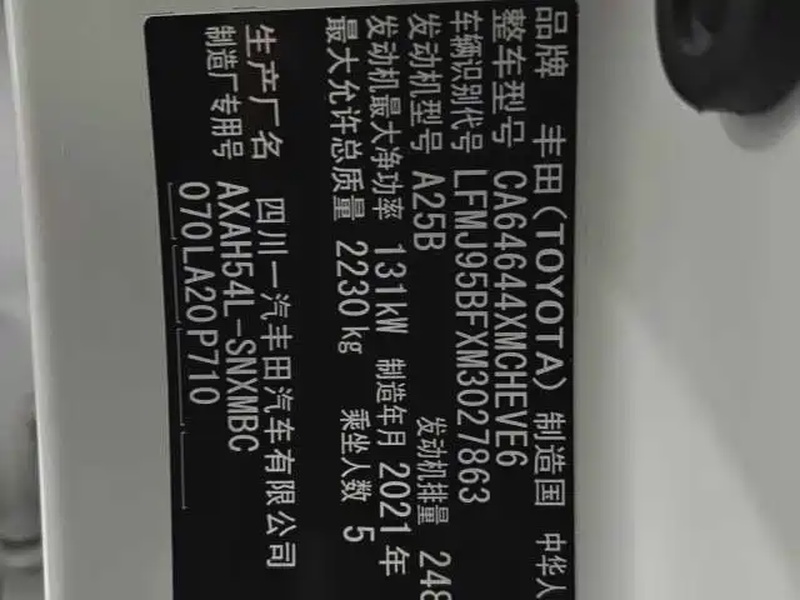 品牌 丰田(TOYOTA) 制造国 中华人
整车型号 CA64644XMCHEVE6
车辆识别代号 LFMJ95BFXM3027863
发动机型号 A25B 发动机排量 248
发动机最大净功率 131kW 制造年月 2021年
最大允许总质量 2230kg 乘坐人数 5
生产厂名 四川一汽丰田汽车有限公司
制造厂专用号 AXAH54L-SNXMBC
070LA20P710